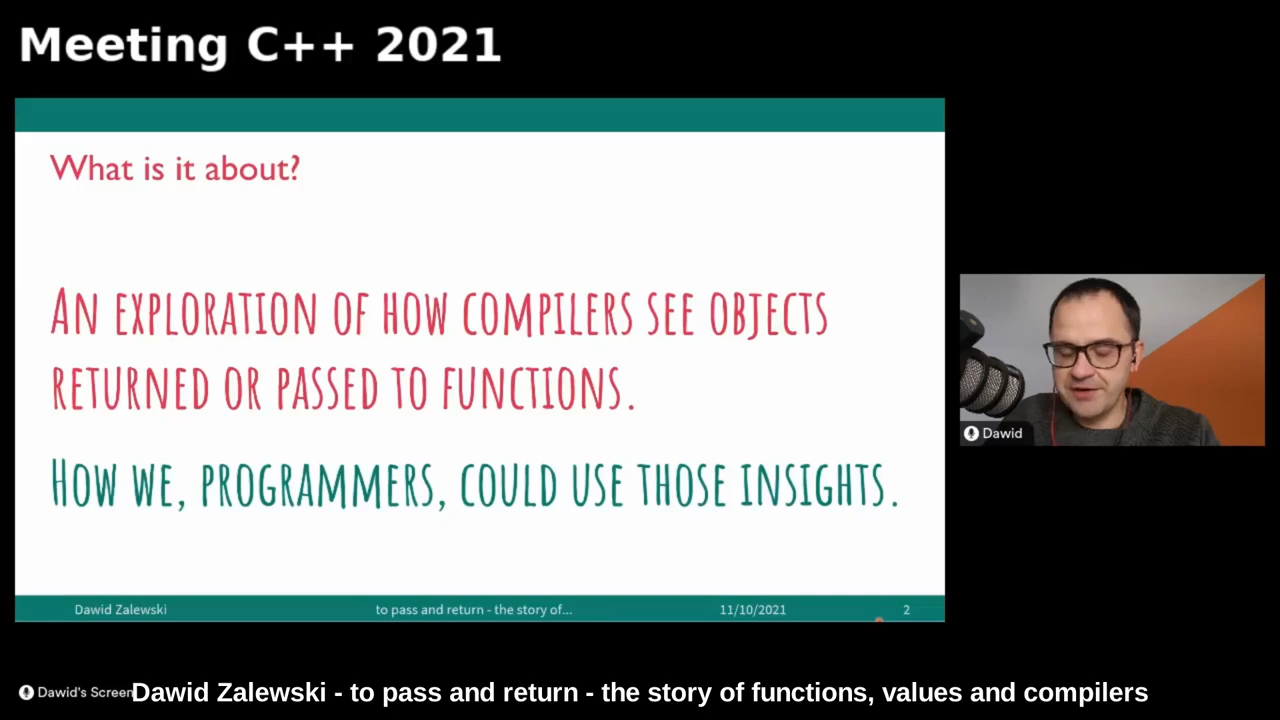 Meeting C++ 2021
What is it about?
AN EXPLORATION OF HOW COMPILERS SEE OBJECTS
RETURNED OR PASSED TO FUNCTIONS.
HOW WE, PROGRAMMERS, COULD USE THOSE INSIGHTS.
Dawid
Dawid Zalewski to pass and return - the story of... 11/10/2021 2
Dawid's Screen
Dawid Zalewski - to pass and return - the story of functions, values and compilers